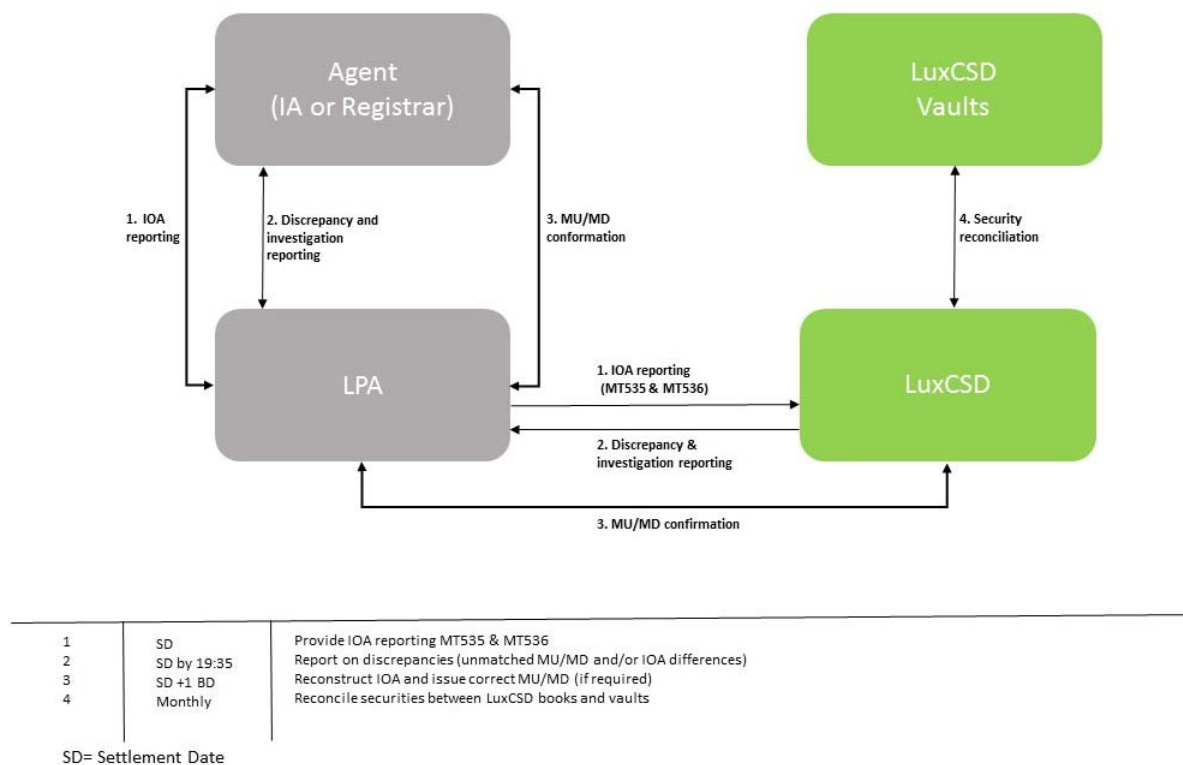 Agent
(IA or Registrar)
LuxCSD
Vaults
1. IOA
reporting
2. Discrepancy and
investigation
reporting
3. MU/MD
conformation
4. Security
reconciliation
LPA
1. IOA reporting
(MT535 & MT536)
LuxCSD
2. Discrepancy &
investigation reporting
3. MU/MD confirmation
1 SD Provide IOA reporting MT535 & MT536
2 SD by 19:35 Report on discrepancies (unmatched MU/MD and/or IOA differences)
3 SD +1 BD Reconstruct IOA and issue correct MU/MD (if required)
4 Monthly Reconcile securities between LuxCSD books and vaults
SD= Settlement Date